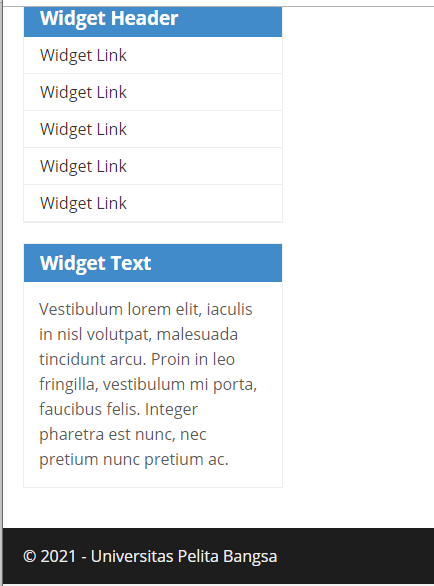 Widget Header
Widget Link
Widget Link
Widget Link
Widget Link
Widget Link
Widget Text
Vestibulum lorem elit, iaculis
in nisl volutpat, malesuada
tincidunt arcu. Proin in leo
fringilla, vestibulum mi porta,
faucibus felis. Integer
pharetra est nunc, nec
pretium nunc pretium ac.
© 2021 - Universitas Pelita Bangsa